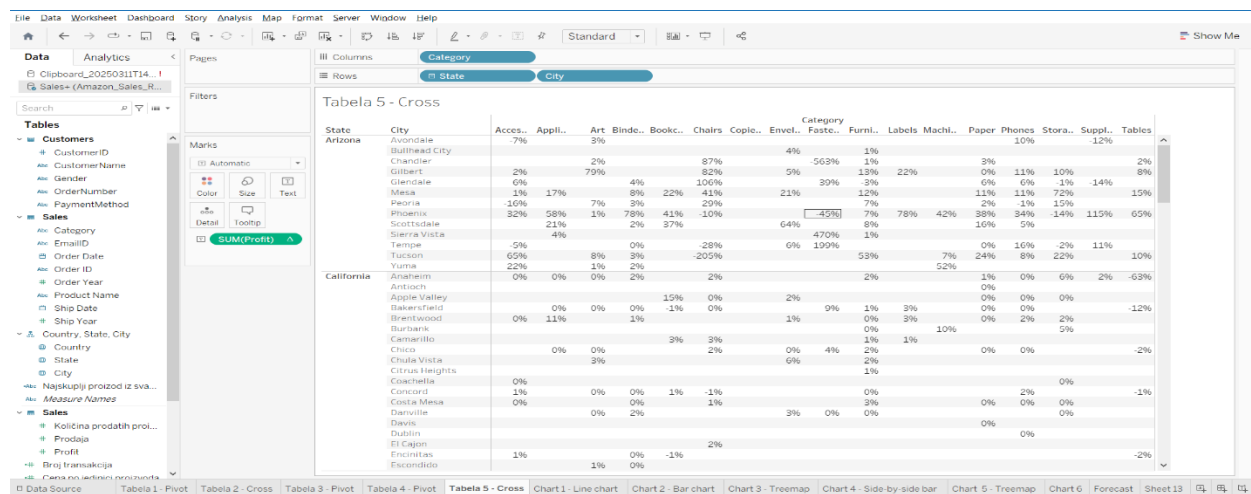 File Data Worksheet Dashboard Story Analysis Map Format Server Window Help
Standard Show Me
Data Analytics Pages Columns Category
Clipboard_20250311T14... ! Rows State City
Sales+ (Amazon_Sales_R...
Search Filters Tabela 5 - Cross
Tables Category
State City Acces.. Appli.. Art Binde.. Bookc.. Chairs Copie.. Envel.. Faste.. Furni.. Labels Machi.. Paper Phones Stora.. Suppl.. Tables
Customers Arizona Avondale -7% 3% 10% -12%
CustomerID Marks Bullhead City 4% 1%
Abc CustomerName Automatic Chandler 2% 87% -563% 1% 3% 2%
Abc Gender Gilbert 2% 79% 82% 5% 13% 22% 0% 11% 10% 8%
Abc OrderNumber Color Size Text Glendale 6% 4% 106% 39% -3% 6% 6% -1% -14%
Abc PaymentMethod Mesa 1% 17% 8% 22% 41% 21% 12% 11% 11% 72% 15%
Sales Detail Tooltip Peoria -16% 7% 3% 29% 7% 2% -1% 15%
Abc Category SUM(Profit) Phoenix 32% 58% 1% 78% 41% -10% -45% 7% 78% 42% 38% 34% -14% 115% 65%
Abc EmailID Scottsdale 21% 2% 37% 64% 8% 16% 5%
Order Date Sierra Vista 4% 470% 1%
Abc Order ID Tempe -5% 0% -28% 6% 199% 0% 16% -2% 11%
Order Year Tucson 65% 8% 3% -205% 53% 7% 24% 8% 22% 10%
Abc Product Name Yuma 22% 1% 2% 52%
Ship Date California Anaheim 0% 0% 0% 2% 2% 2% 1% 0% 6% 2% -63%
Ship Year Antioch 0%
Country, State, City Apple Valley 15% 0% 2% 0% 0% 0%
Country Bakersfield 0% 0% 0% -1% 0% 9% 1% 3% 0% 0% -12%
State Brentwood 0% 11% 1% 1% 0% 3% 0% 2% 2%
City Burbank 0% 10% 5%
Abc Najskuplji proizod iz sva... Camarillo 3% 3% 1% 1%
Abc Measure Names Chico 0% 0% 2% 0% 4% 2% 0% 0% -2%
Sales Chula Vista 3% 6% 2%
Količina prodatih proi... Citrus Heights 1%
Prodaja Coachella 0% 0%
Profit Concord 1% 0% 0% 1% -1% 0% 2% -1%
Broj transakcija Costa Mesa 0% 0% 1% 3% 0% 0% 0%
Cena po jedinici proizvoda Danville 0% 2% 3% 0% 0% 0%
Davis 0%
Dublin 0%
El Cajon 2%
Encinitas 1% 0% -1% -2%
Escondido 1% 0%
Data Source Tabela 1 - Pivot Tabela 2 - Cross Tabela 3 - Pivot Tabela 4 - Pivot Tabela 5 - Cross Chart 1 - Line chart Chart 2 - Bar chart Chart 3 - Treemap Chart 4 - Side-by-side bar Chart 5 - Treemap Chart 6 Forecast Sheet 13